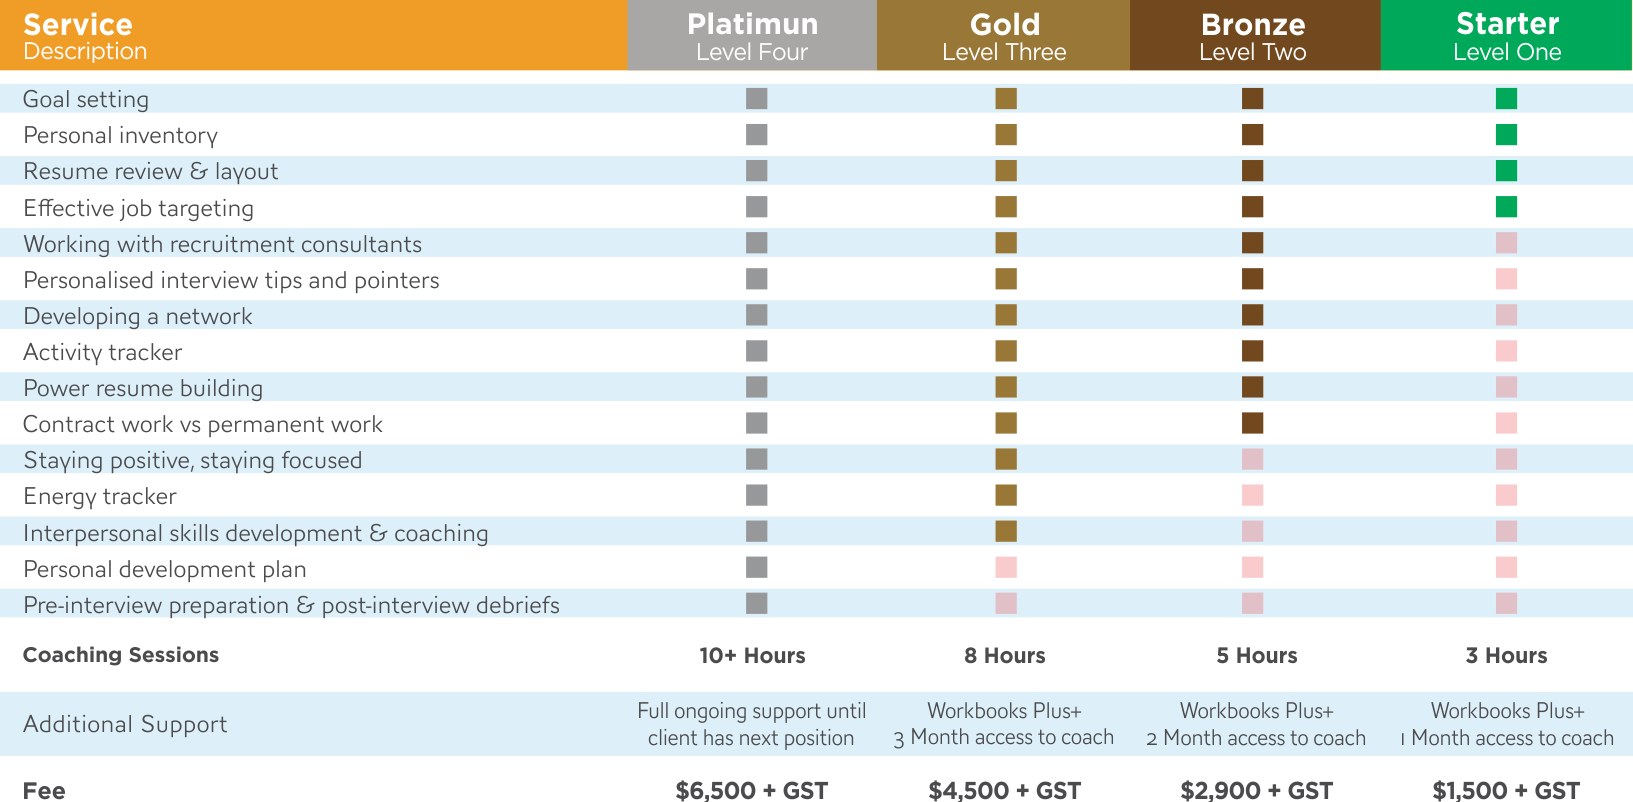 Service Platimun Gold Bronze Starter
Description Level Four Level Three Level Two Level One
Goal setting
Personal inventory
Resume review & layout
Effective job targeting
Working with recruitment consultants
Personalised interview tips and pointers
Developing a network
Activity tracker
Power resume building
Contract work vs permanent work
Staying positive, staying focused
Energy tracker
Interpersonal skills development & coaching
Personal development plan
Pre-interview preparation & post-interview debriefs
Coaching Sessions 10+ Hours 8 Hours 5 Hours 3 Hours
Additional Support
Full ongoing support until
client has next position
Workbooks Plus+
3 Month access to coach
Workbooks Plus+
2 Month access to coach
Workbooks Plus+
1 Month access to coach
Fee $6,500 + GST $4,500 + GST $2,900 + GST $1,500 + GST